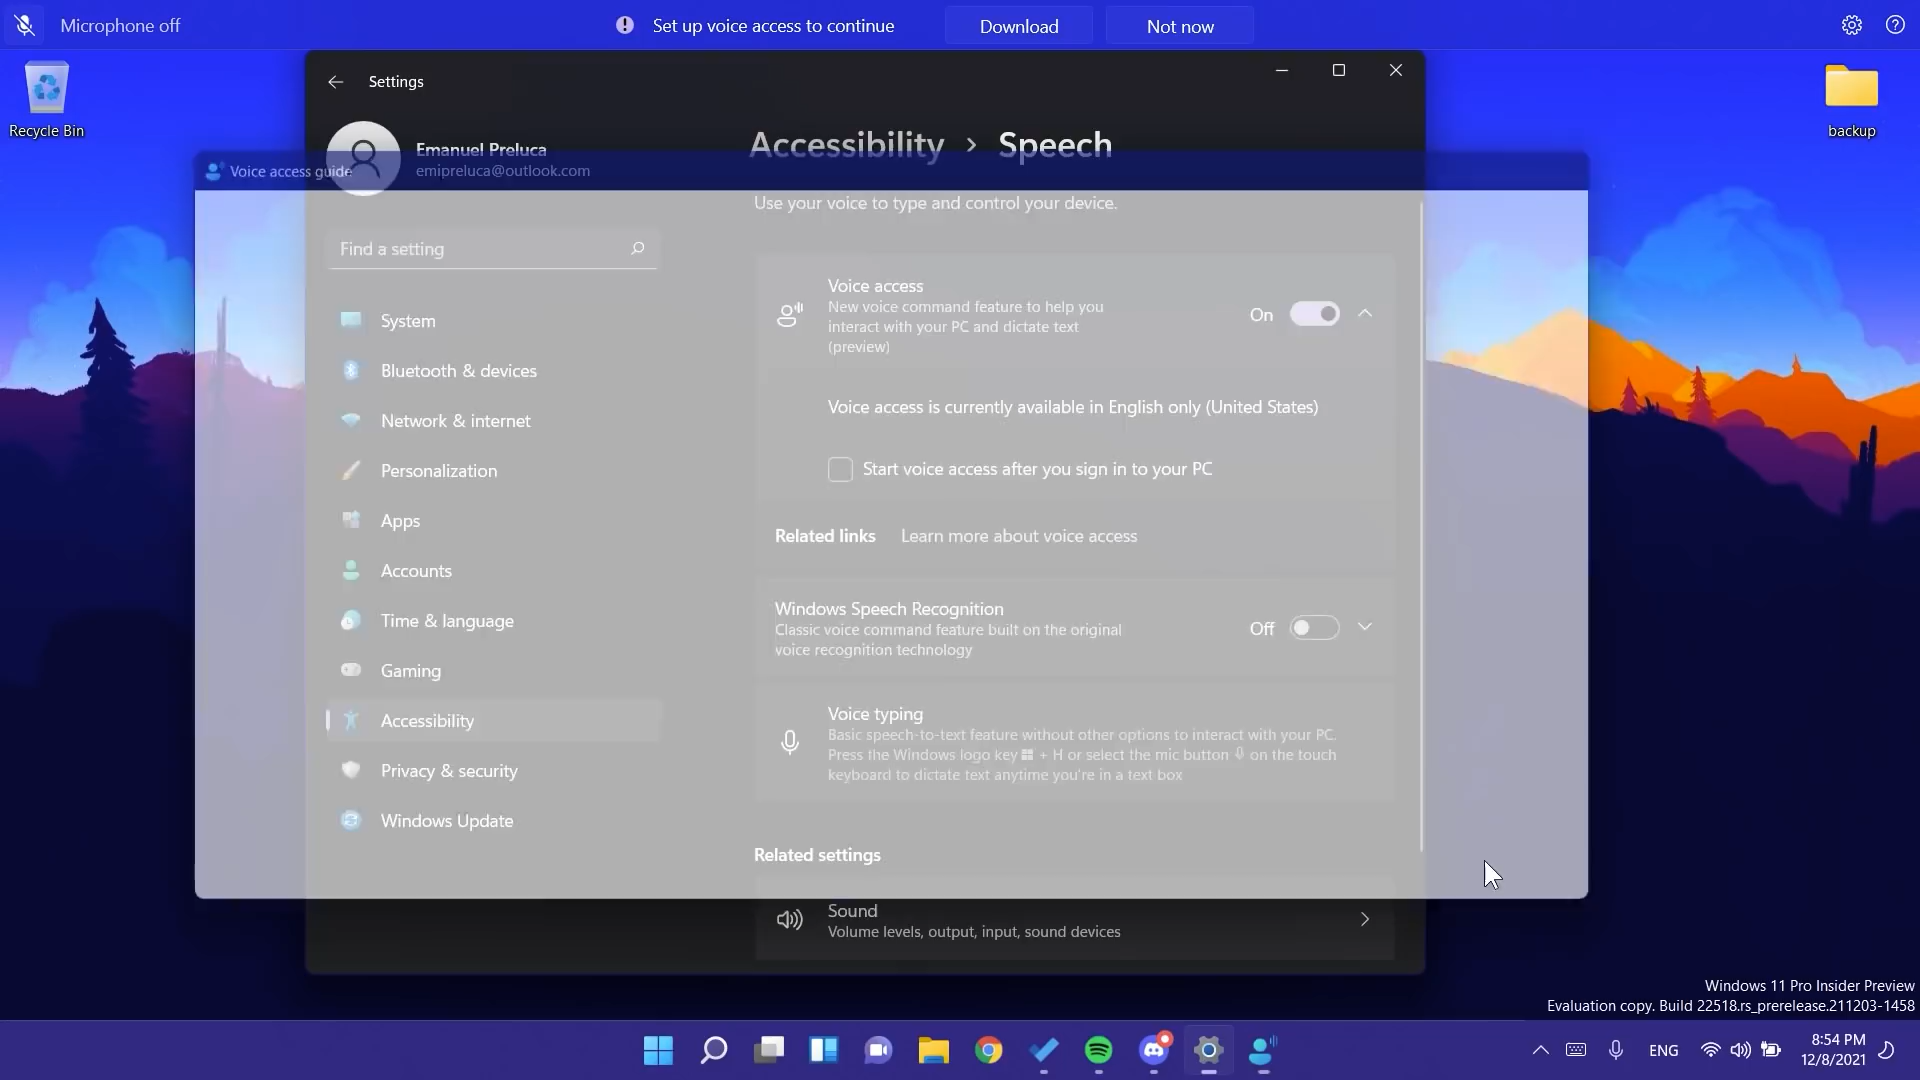 Microphone off
Set up voice access to continue
Download
Not now
Recycle Bin
backup
Settings
Emanuel Preluca
emipreluca@outlook.com
Voice access guide
Accessibility › Speech
Use your voice to type and control your device.
Find a setting
System
Bluetooth & devices
Network & internet
Personalization
Apps
Accounts
Time & language
Gaming
Accessibility
Privacy & security
Windows Update
Voice access
New voice command feature to help you
interact with your PC and dictate text
(preview)
On
Voice access is currently available in English only (United States)
Start voice access after you sign in to your PC
Related links Learn more about voice access
Windows Speech Recognition
Classic voice command feature built on the original
voice recognition technology
Off
Voice typing
Basic speech-to-text feature without other options to interact with your PC.
Press the Windows logo key + H or select the mic button on the touch
keyboard to dictate text anytime you're in a text box
Related settings
Sound
Volume levels, output, input, sound devices
Windows 11 Pro Insider Preview
Evaluation copy. Build 22518.rs_prerelease.211203-1458
ENG
8:54 PM
12/8/2021